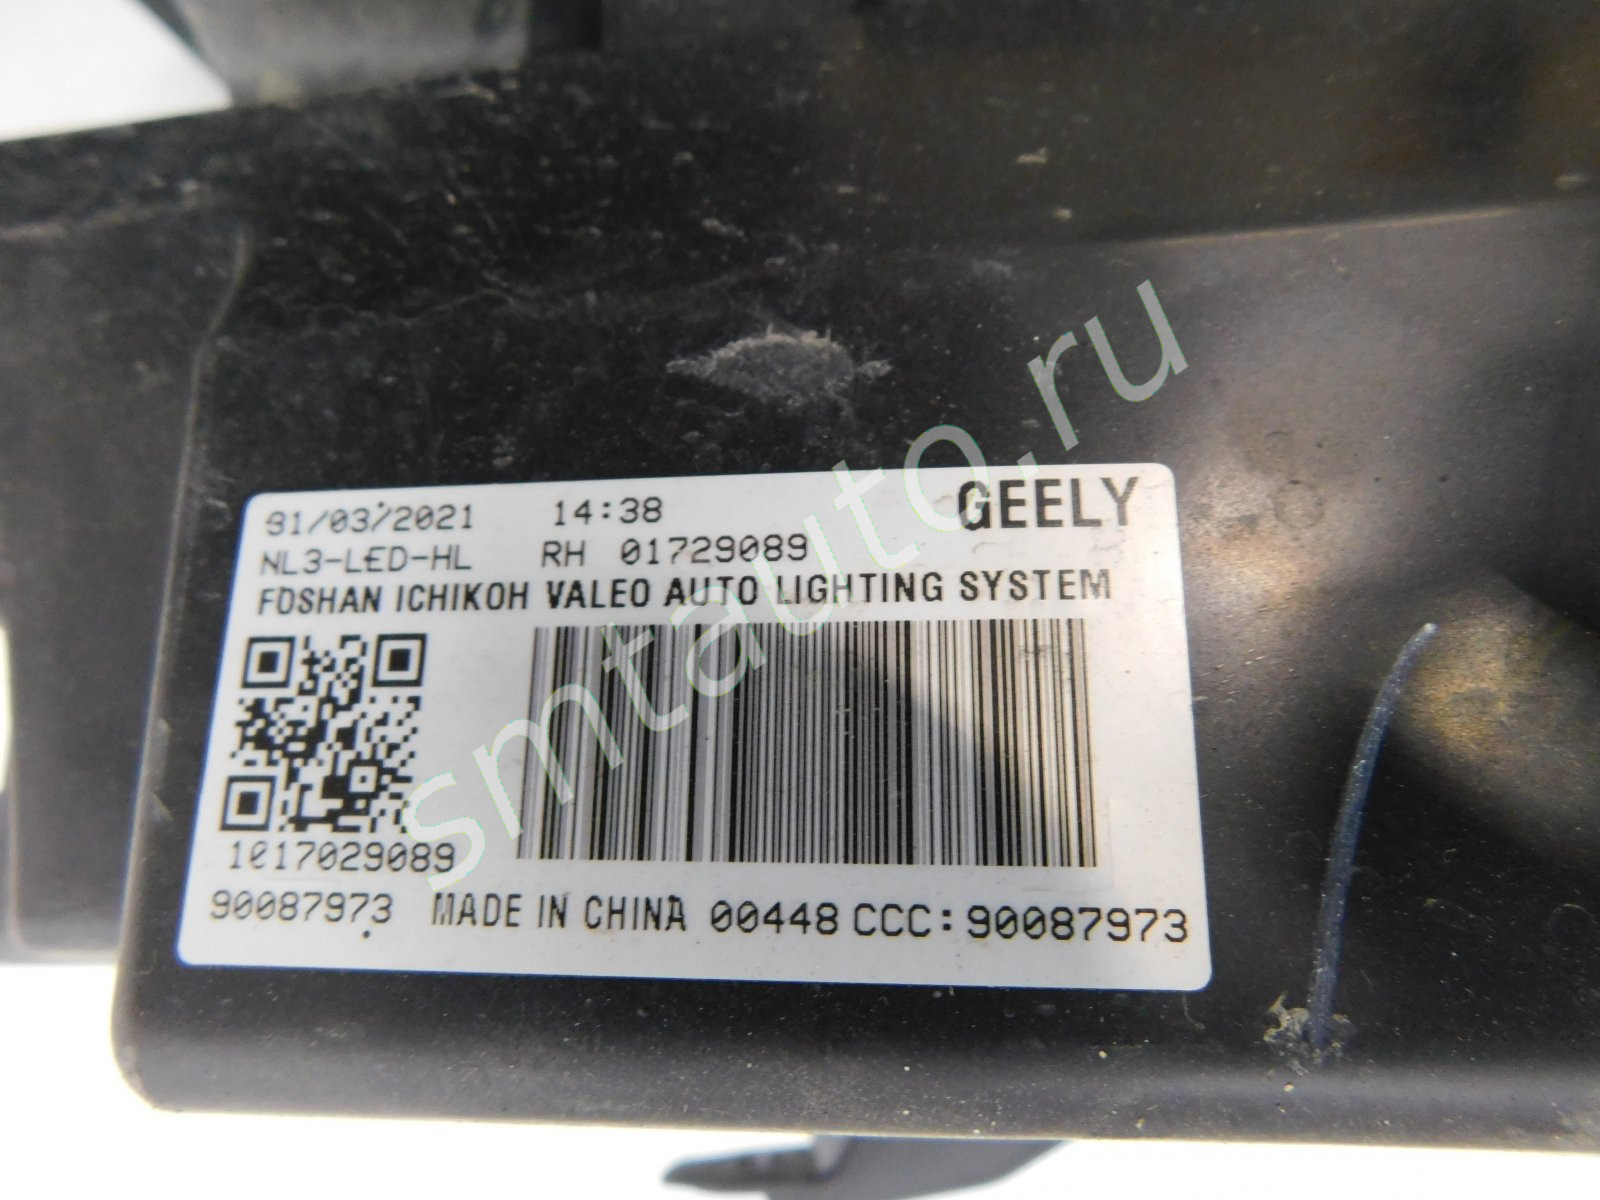 31/03/2021 14:38 GEELY
NL3-LED-HL RH 01729089
FOSHAN ICHIKOH VALEO AUTO LIGHTING SYSTEM
1017029089
90087973 MADE IN CHINA 00448 CCC:90087973
smtauto.ru